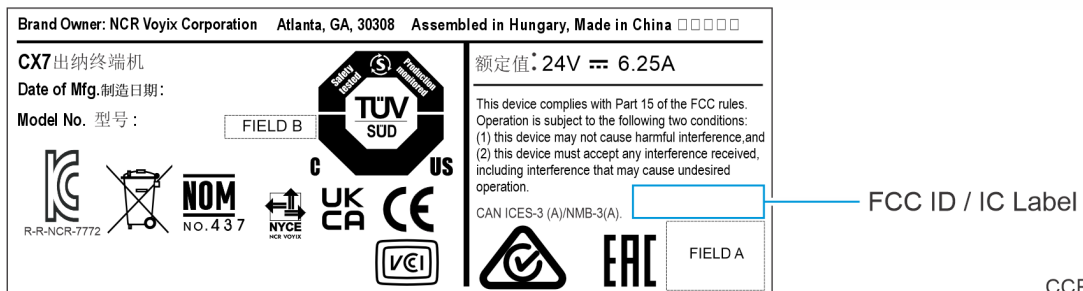 Brand Owner: NCR Voyix Corporation Atlanta, GA, 30308 Assembled in Hungary, Made in China □□□□□
CX7出纳终端机
Date of Mfg.制造日期:
Model No. 型号:
FIELD B
Safety tested
S
Production monitored
TÜV
SÜD
C US
R-R-NCR-7772
NOM
NO.437
NYCE
NCR VOYIX
UK
CA
CE
VCI
额定值: 24V ⎓ 6.25A
This device complies with Part 15 of the FCC rules.
Operation is subject to the following two conditions:
(1) this device may not cause harmful interference,and
(2) this device must accept any interference received,
including interference that may cause undesired
operation.
CAN ICES-3 (A)/NMB-3(A).
FCC ID / IC Label
EAC
FIELD A